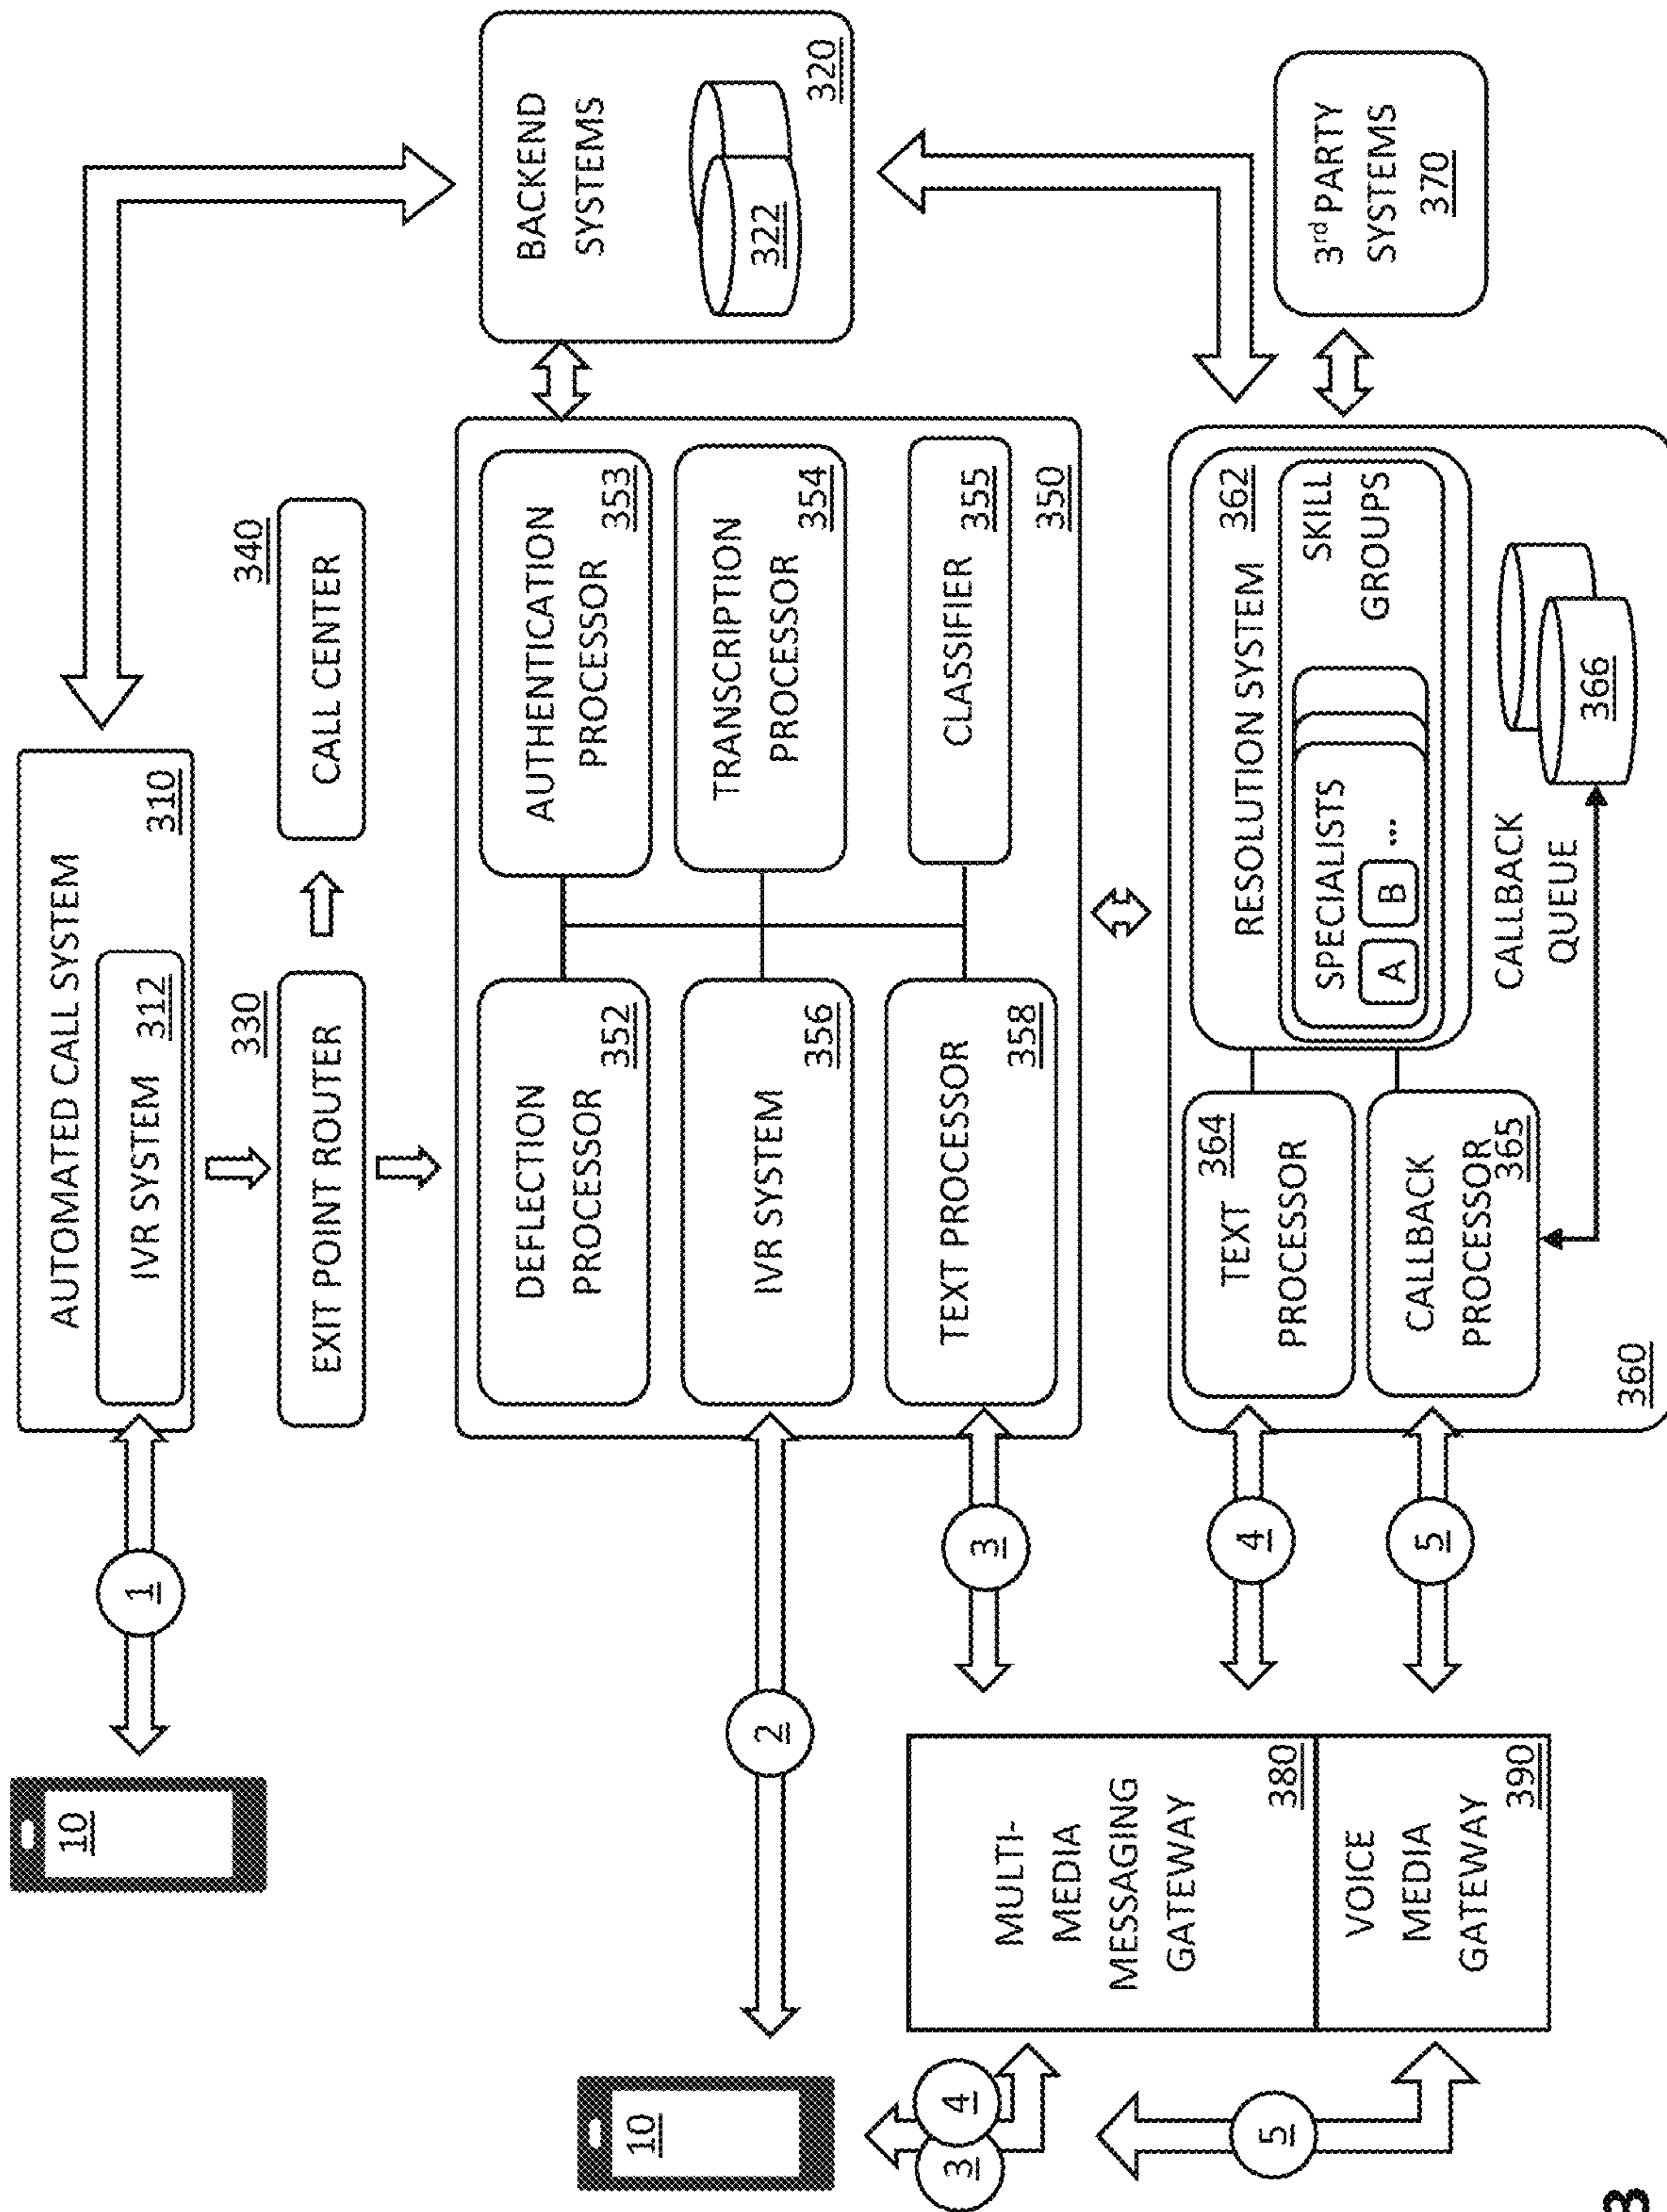 10
1
AUTOMATED CALL SYSTEM
310
IVR SYSTEM
312
330
EXIT POINT ROUTER
340
CALL CENTER
BACKEND
SYSTEMS
322
320
10
2
DEFLECTION
PROCESSOR
352
AUTHENTICATION
PROCESSOR
353
IVR SYSTEM
356
TRANSCRIPTION
PROCESSOR
354
TEXT PROCESSOR
358
CLASSIFIER
355
350
3
4
3
MULTI-
MEDIA
MESSAGING
GATEWAY
380
5
VOICE
MEDIA
GATEWAY
390
4
5
TEXT
PROCESSOR
364
CALLBACK
PROCESSOR
365
360
RESOLUTION SYSTEM
362
SPECIALISTS
A B ...
SKILL
GROUPS
CALLBACK
QUEUE
366
3rd PARTY
SYSTEMS
370
3